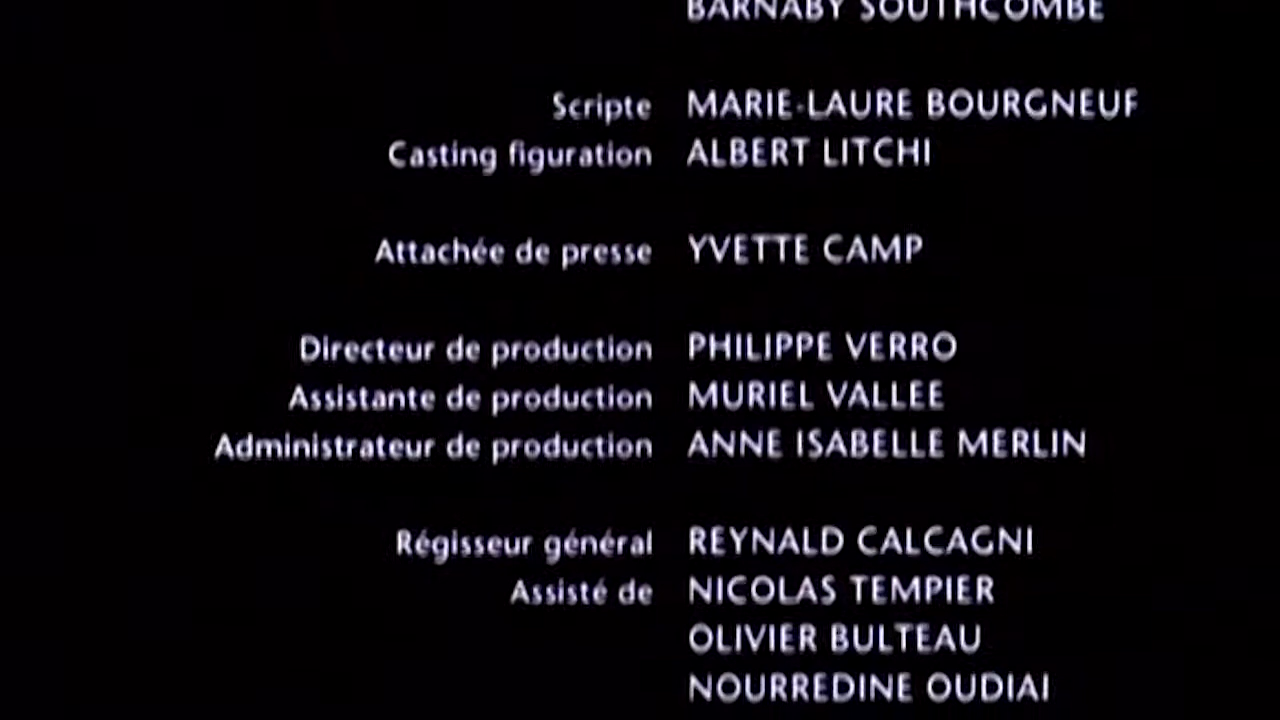 BARNABY SOUTHCOMBE
Scripte MARIE-LAURE BOURGNEUF
Casting figuration ALBERT LITCHI
Attachée de presse YVETTE CAMP
Directeur de production PHILIPPE VERRO
Assistante de production MURIEL VALLEE
Administrateur de production ANNE ISABELLE MERLIN
Régisseur général REYNALD CALCAGNI
Assisté de NICOLAS TEMPIER
OLIVIER BULTEAU
NOURREDINE OUDIAI